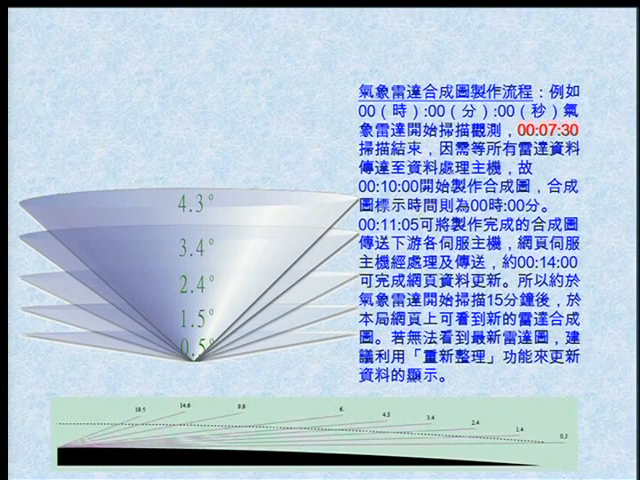 氣象雷達合成圖製作流程：例如
00（時）:00（分）:00（秒）氣
象雷達開始掃描觀測，00:07:30
掃描結束，因需等所有雷達資料
傳達至資料處理主機，故
00:10:00開始製作合成圖，合成
圖標示時間則為00時:00分。
00:11:05可將製作完成的合成圖
傳送下游各伺服主機，網頁伺服
主機經處理及傳送，約00:14:00
可完成網頁資料更新。所以約於
氣象雷達開始掃描15分鐘後，於
本局網頁上可看到新的雷達合成
圖。若無法看到最新雷達圖，建
議利用「重新整理」功能來更新
資料的顯示。
4.3°
3.4°
2.4°
1.5°
0.5°
19.5 14.6 9.9 6. 4.3 3.4 2.4 1.4 0.5